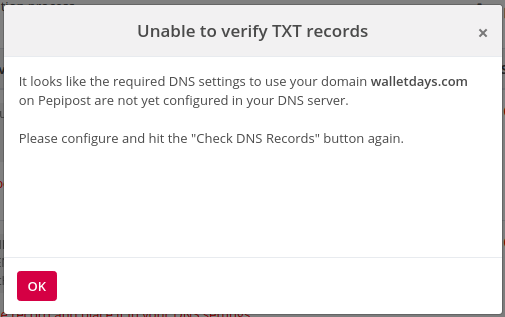 Unable to verify TXT records
×
It looks like the required DNS settings to use your domain walletdays.com
on Pepipost are not yet configured in your DNS server.
Please configure and hit the "Check DNS Records" button again.
OK